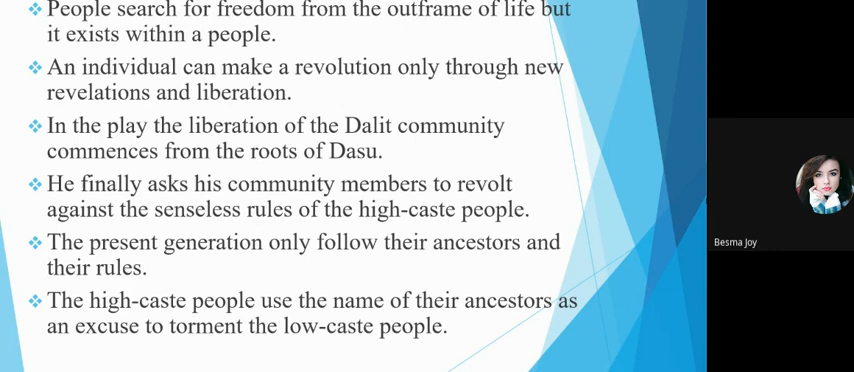 People search for freedom from the outframe of life but
it exists within a people.
An individual can make a revolution only through new
revelations and liberation.
In the play the liberation of the Dalit community
commences from the roots of Dasu.
He finally asks his community members to revolt
against the senseless rules of the high-caste people.
The present generation only follow their ancestors and
their rules.
The high-caste people use the name of their ancestors as
an excuse to torment the low-caste people.
Besma Joy